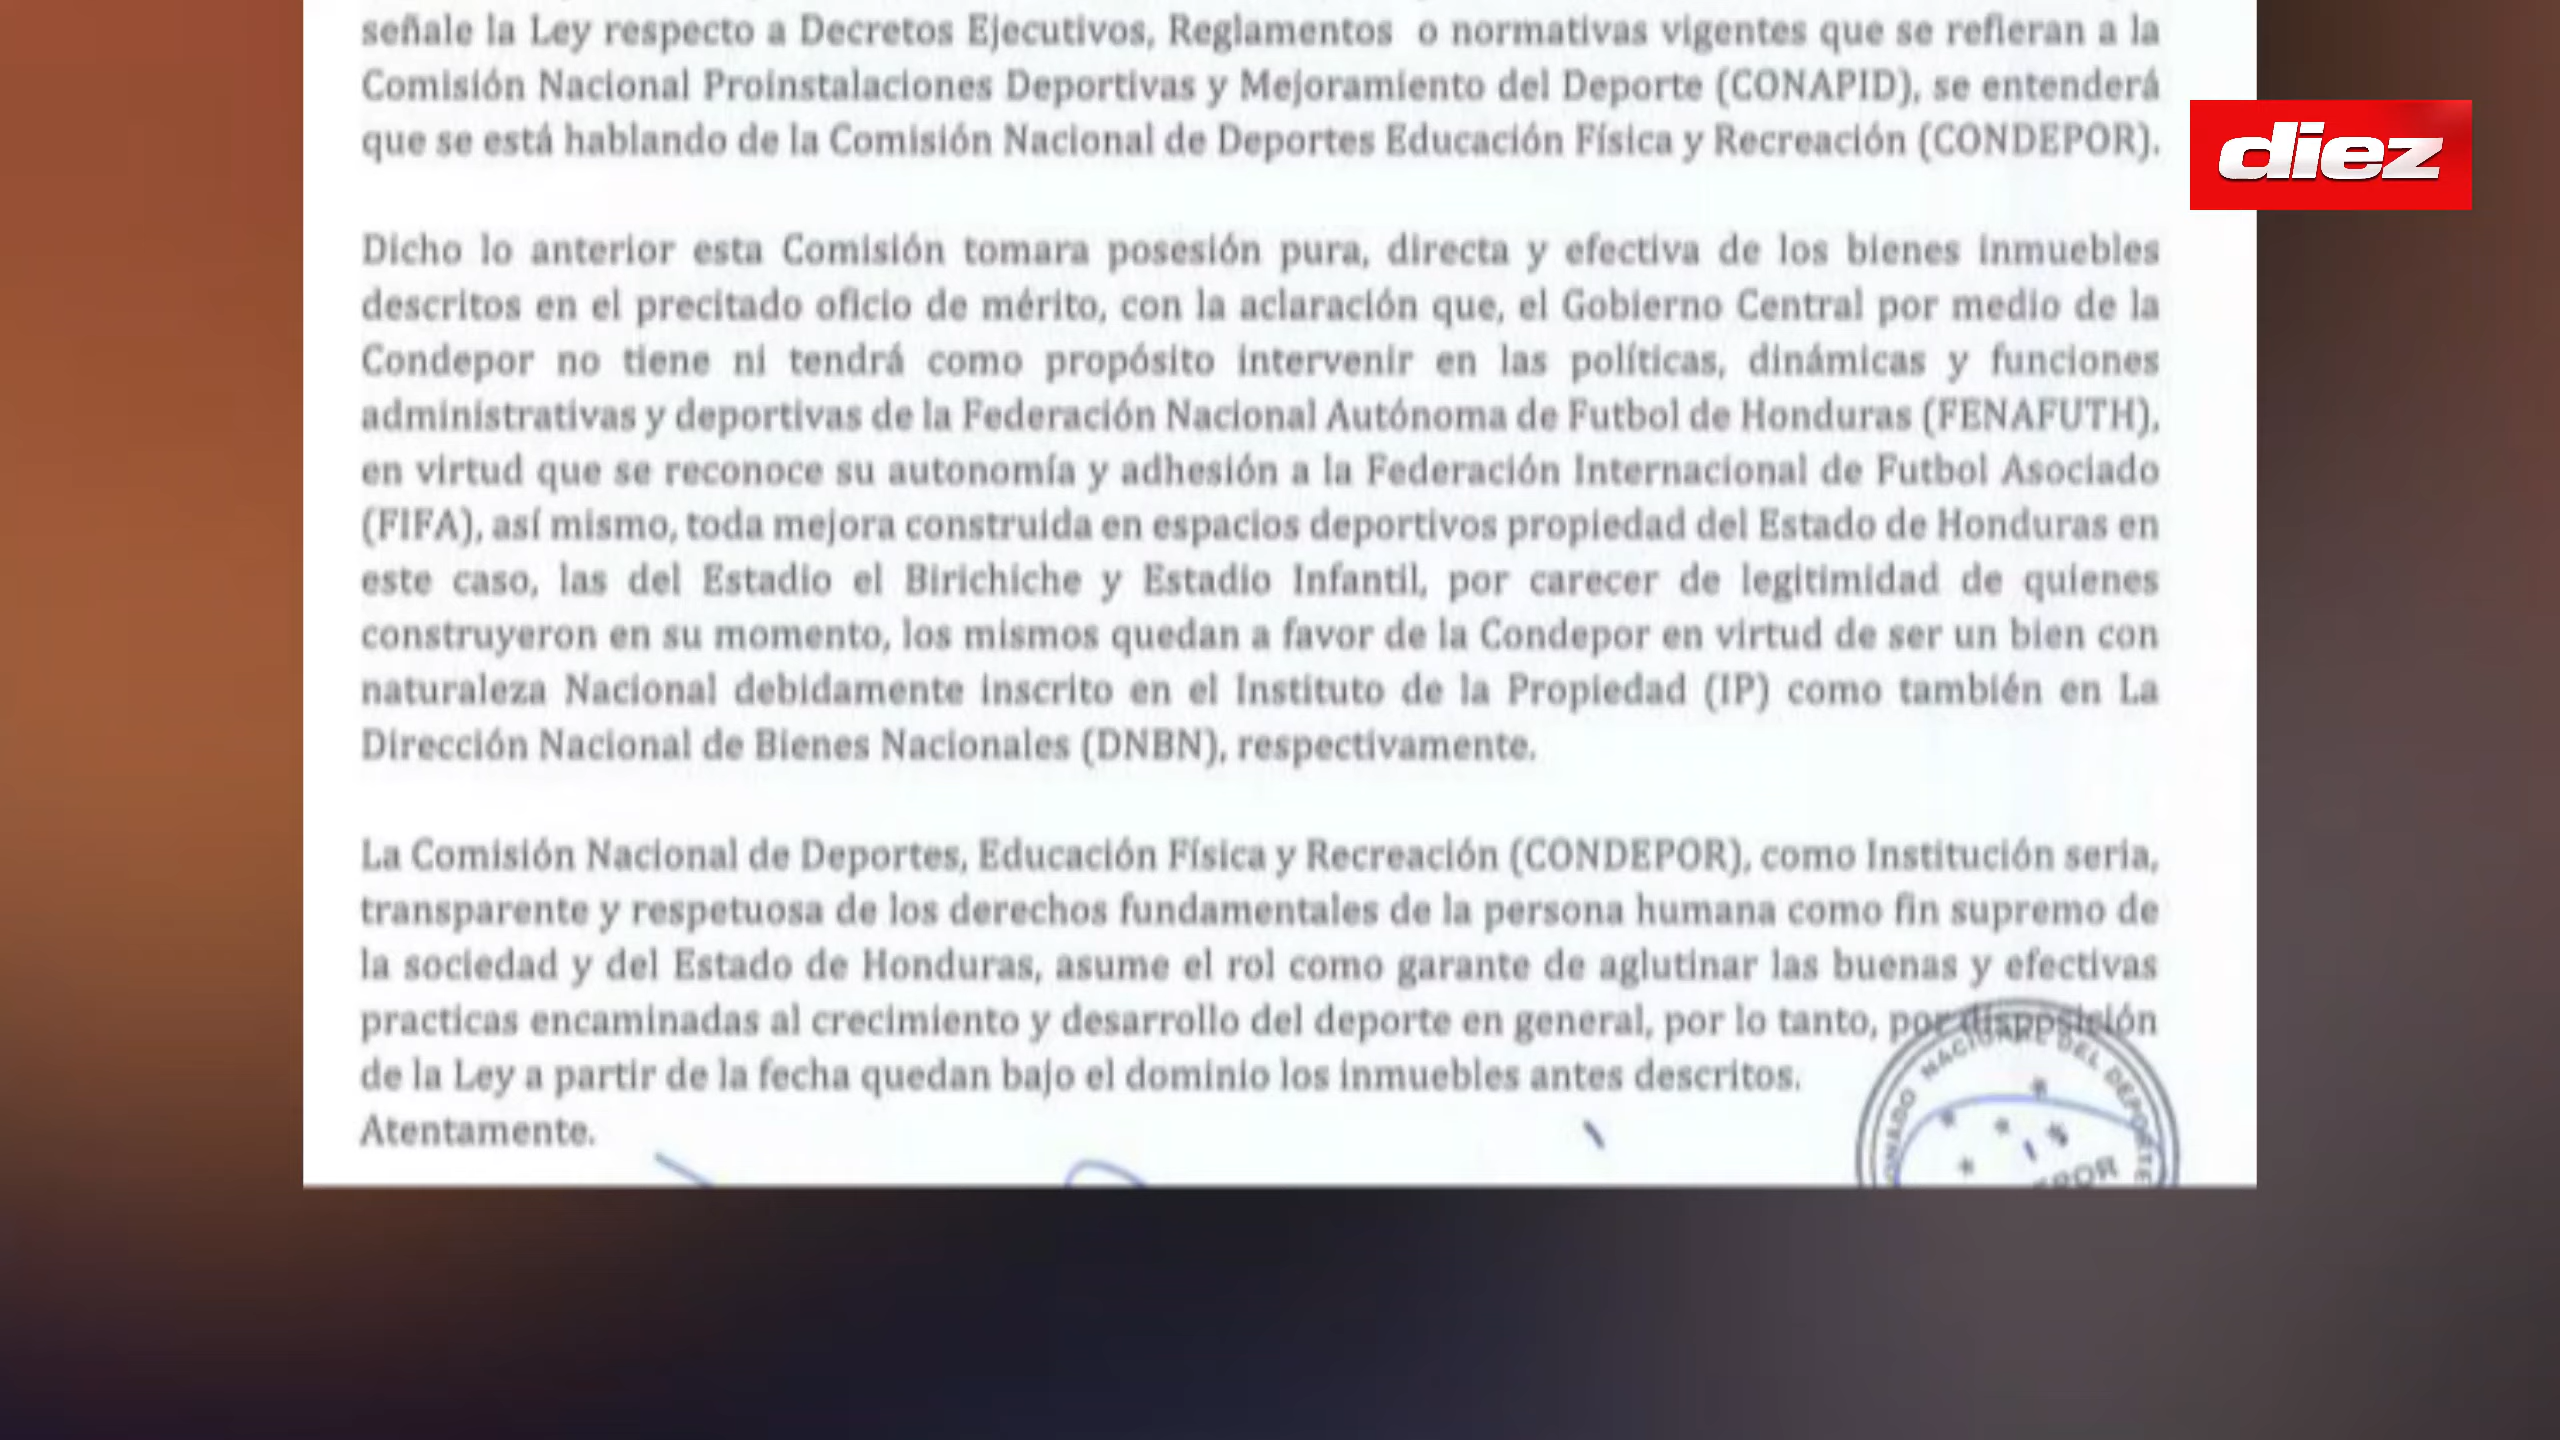 señale la Ley respecto a Decretos Ejecutivos, Reglamentos o normativas vigentes que se refieran a la
Comisión Nacional Proinstalaciones Deportivas y Mejoramiento del Deporte (CONAPID), se entenderá
que se está hablando de la Comisión Nacional de Deportes Educación Física y Recreación (CONDEPOR).
diez
Dicho lo anterior esta Comisión tomara posesión pura, directa y efectiva de los bienes inmuebles
descritos en el precitado oficio de mérito, con la aclaración que, el Gobierno Central por medio de la
Condepor no tiene ni tendrá como propósito intervenir en las políticas, dinámicas y funciones
administrativas y deportivas de la Federación Nacional Autónoma de Futbol de Honduras (FENAFUTH),
en virtud que se reconoce su autonomía y adhesión a la Federación Internacional de Futbol Asociado
(FIFA), así mismo, toda mejora construida en espacios deportivos propiedad del Estado de Honduras en
este caso, las del Estadio el Birichiche y Estadio Infantil, por carecer de legitimidad de quienes
construyeron en su momento, los mismos quedan a favor de la Condepor en virtud de ser un bien con
naturaleza Nacional debidamente inscrito en el Instituto de la Propiedad (IP) como también en La
Dirección Nacional de Bienes Nacionales (DNBN), respectivamente.
La Comisión Nacional de Deportes, Educación Física y Recreación (CONDEPOR), como Institución seria,
transparente y respetuosa de los derechos fundamentales de la persona humana como fin supremo de
la sociedad y del Estado de Honduras, asume el rol como garante de aglutinar las buenas y efectivas
practicas encaminadas al crecimiento y desarrollo del deporte en general, por lo tanto, por disposición
de la Ley a partir de la fecha quedan bajo el dominio los inmuebles antes descritos.
Atentamente.
NACIONAL DEL DEPORTE